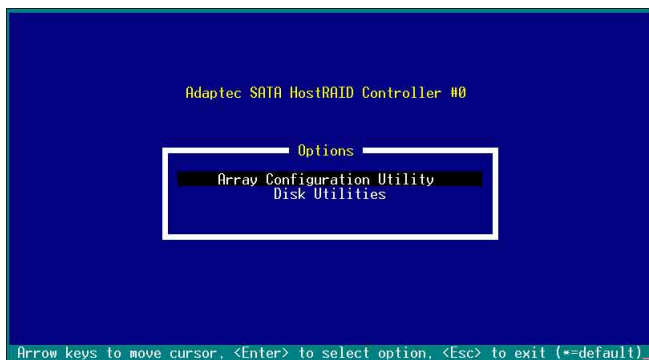 Adaptec SATA HostRAID Controller #0
Options
Array Configuration Utility
Disk Utilities
Arrow keys to move cursor, <Enter> to select option, <Esc> to exit (*=default)